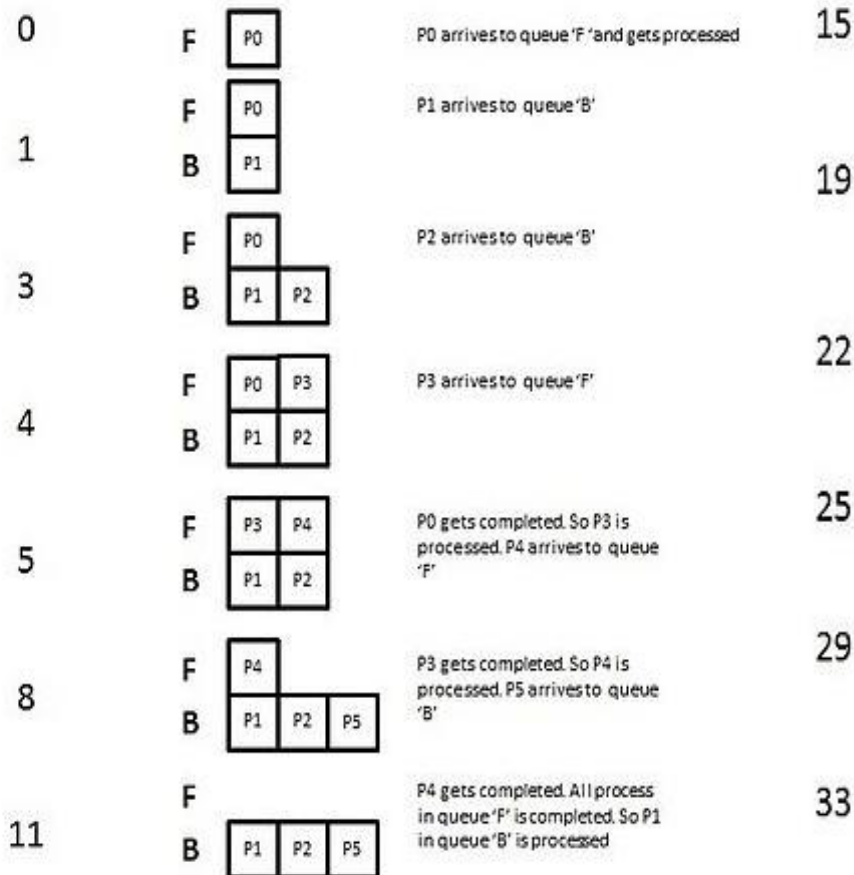 0
F P0
P0 arrives to queue 'F' and gets processed
15
1
F P0
B P1
P1 arrives to queue 'B'
19
3
F P0
B P1 P2
P2 arrives to queue 'B'
22
4
F P0 P3
B P1 P2
P3 arrives to queue 'F'
25
5
F P3 P4
B P1 P2
P0 gets completed. So P3 is
processed. P4 arrives to queue
'F'
29
8
F P4
B P1 P2 P5
P3 gets completed. So P4 is
processed. P5 arrives to queue
'B'
33
11
F
B P1 P2 P5
P4 gets completed. All process
in queue 'F' is completed. So P1
in queue 'B' is processed